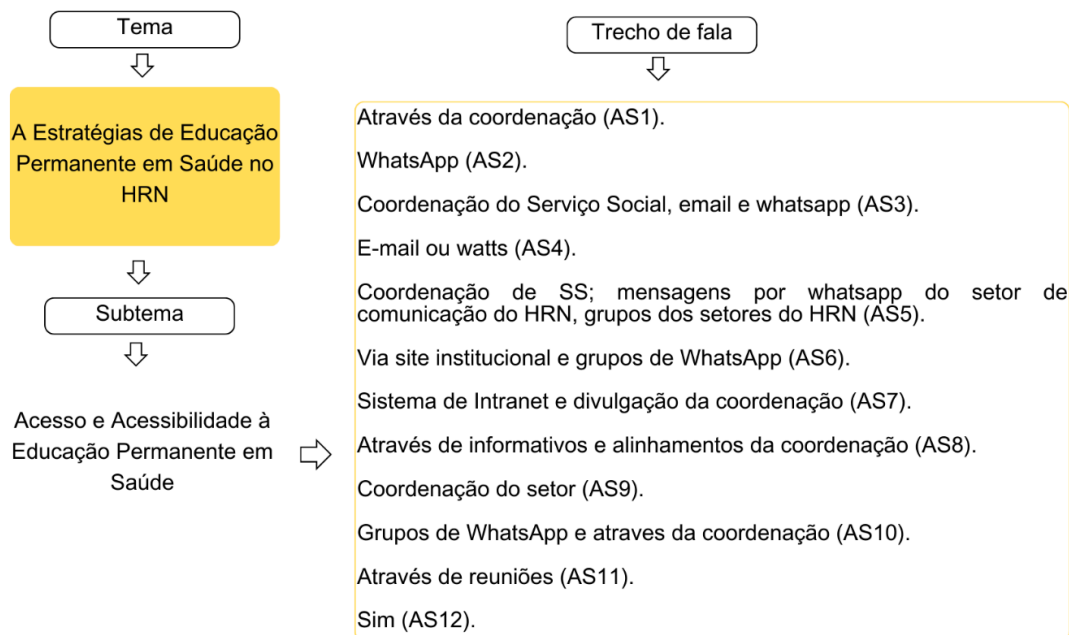 Tema
A Estratégias de Educação
Permanente em Saúde no
HRN
Subtema
Acesso e Acessibilidade à
Educação Permanente em
Saúde
Trecho de fala
Através da coordenação (AS1).
WhatsApp (AS2).
Coordenação do Serviço Social, email e whatsapp (AS3).
E-mail ou watts (AS4).
Coordenação de SS; mensagens por whatsapp do setor de
comunicação do HRN, grupos dos setores do HRN (AS5).
Via site institucional e grupos de WhatsApp (AS6).
Sistema de Intranet e divulgação da coordenação (AS7).
Através de informativos e alinhamentos da coordenação (AS8).
Coordenação do setor (AS9).
Grupos de WhatsApp e atraves da coordenação (AS10).
Através de reuniões (AS11).
Sim (AS12).